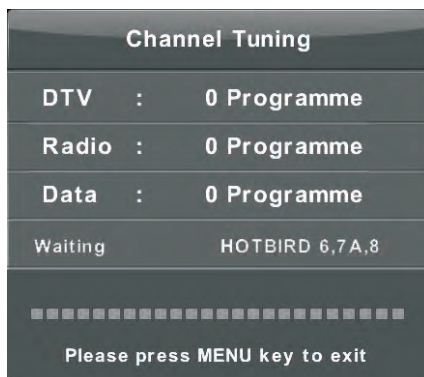 Channel Tuning
DTV : 0 Programme
Radio : 0 Programme
Data : 0 Programme
Waiting HOTBIRD 6,7A,8
Please press MENU key to exit